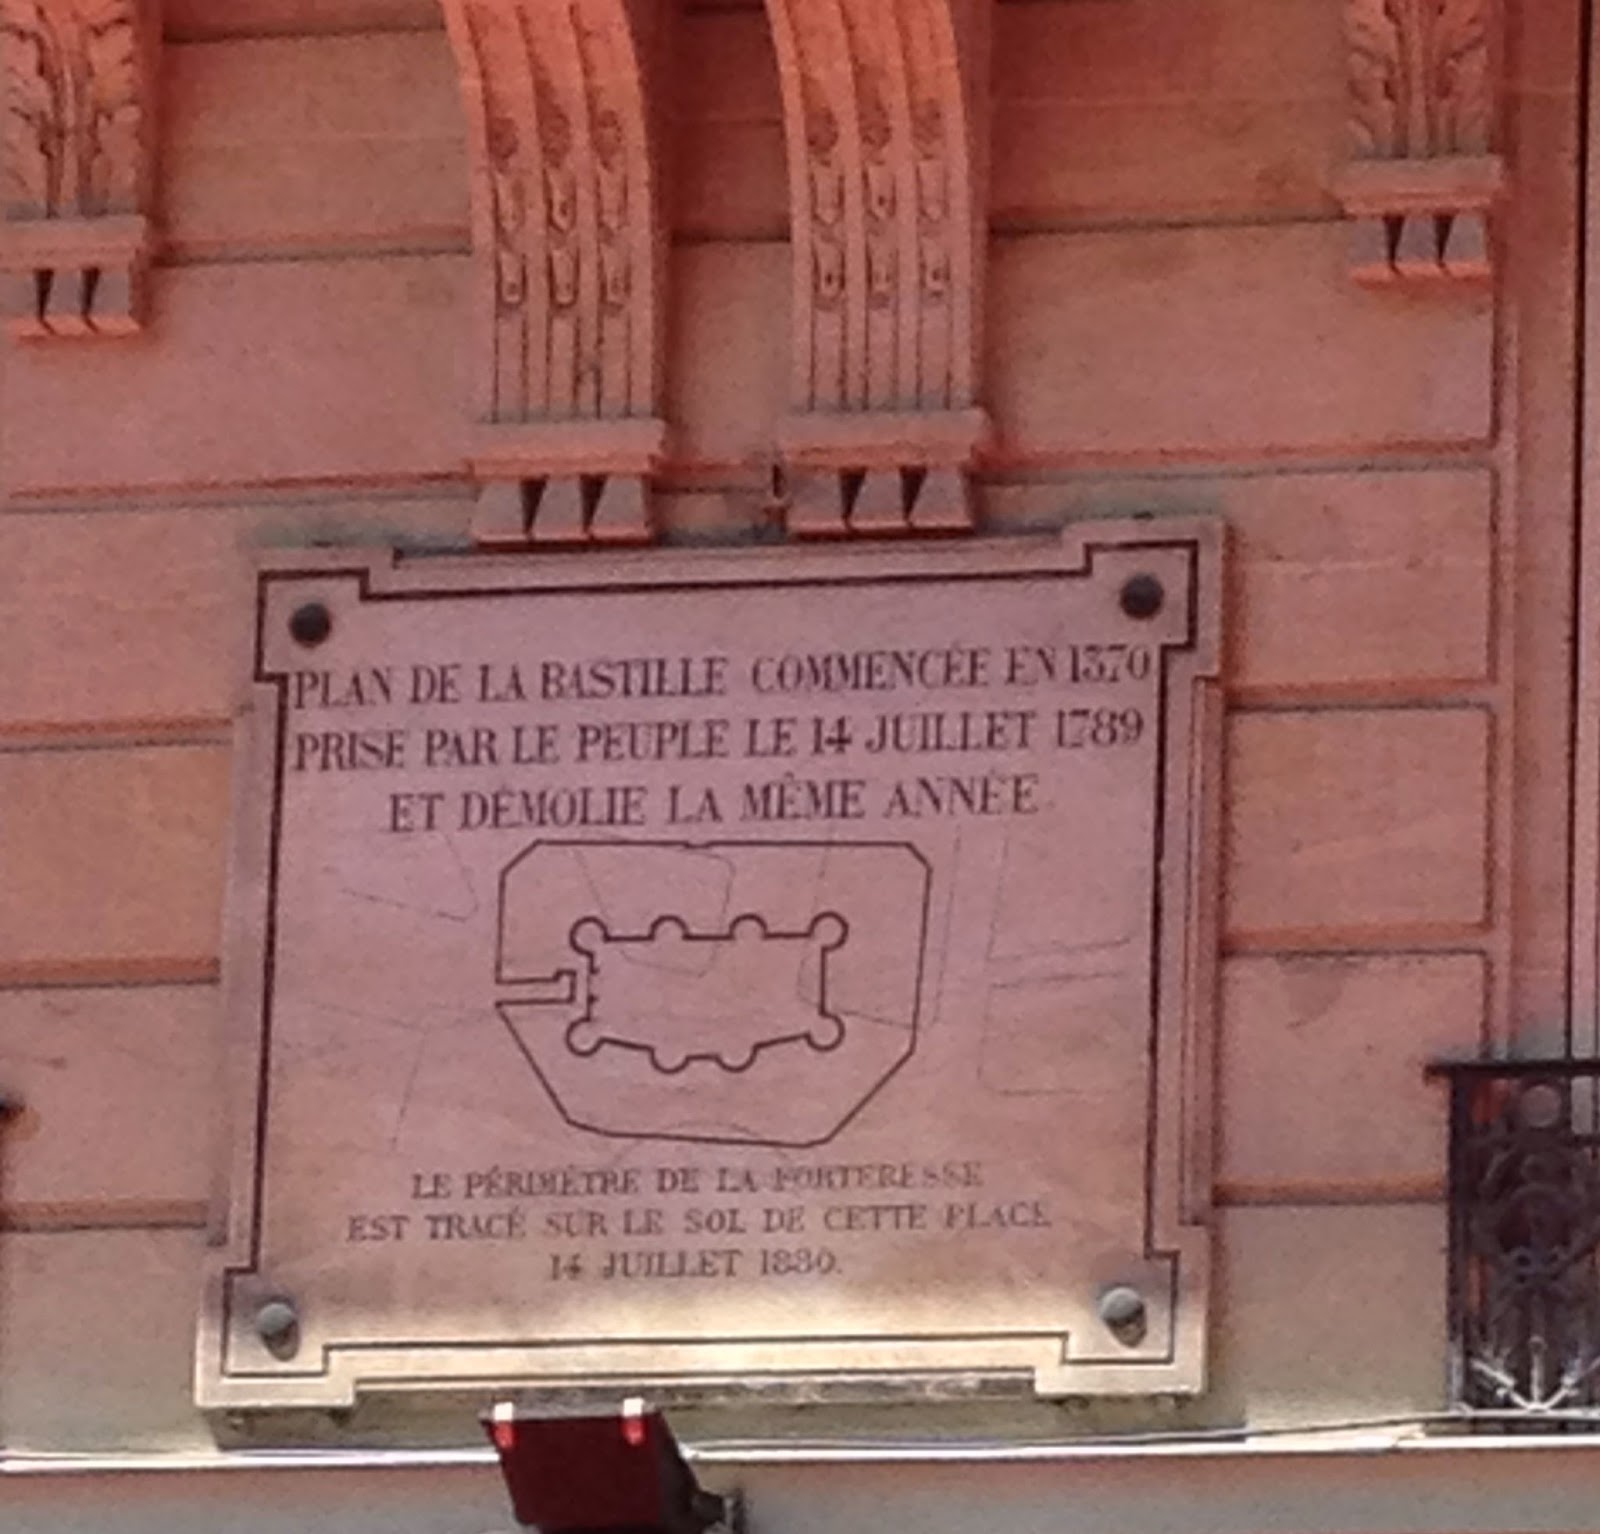 PLAN DE LA BASTILLE COMMENCÉE EN 1370
PRISE PAR LE PEUPLE LE 14 JUILLET 1789
ET DÉMOLIE LA MÊME ANNÉE.
LE PÉRIMÈTRE DE LA FORTERESSE
EST TRACÉ SUR LE SOL DE CETTE PLACE
14 JUILLET 1880.